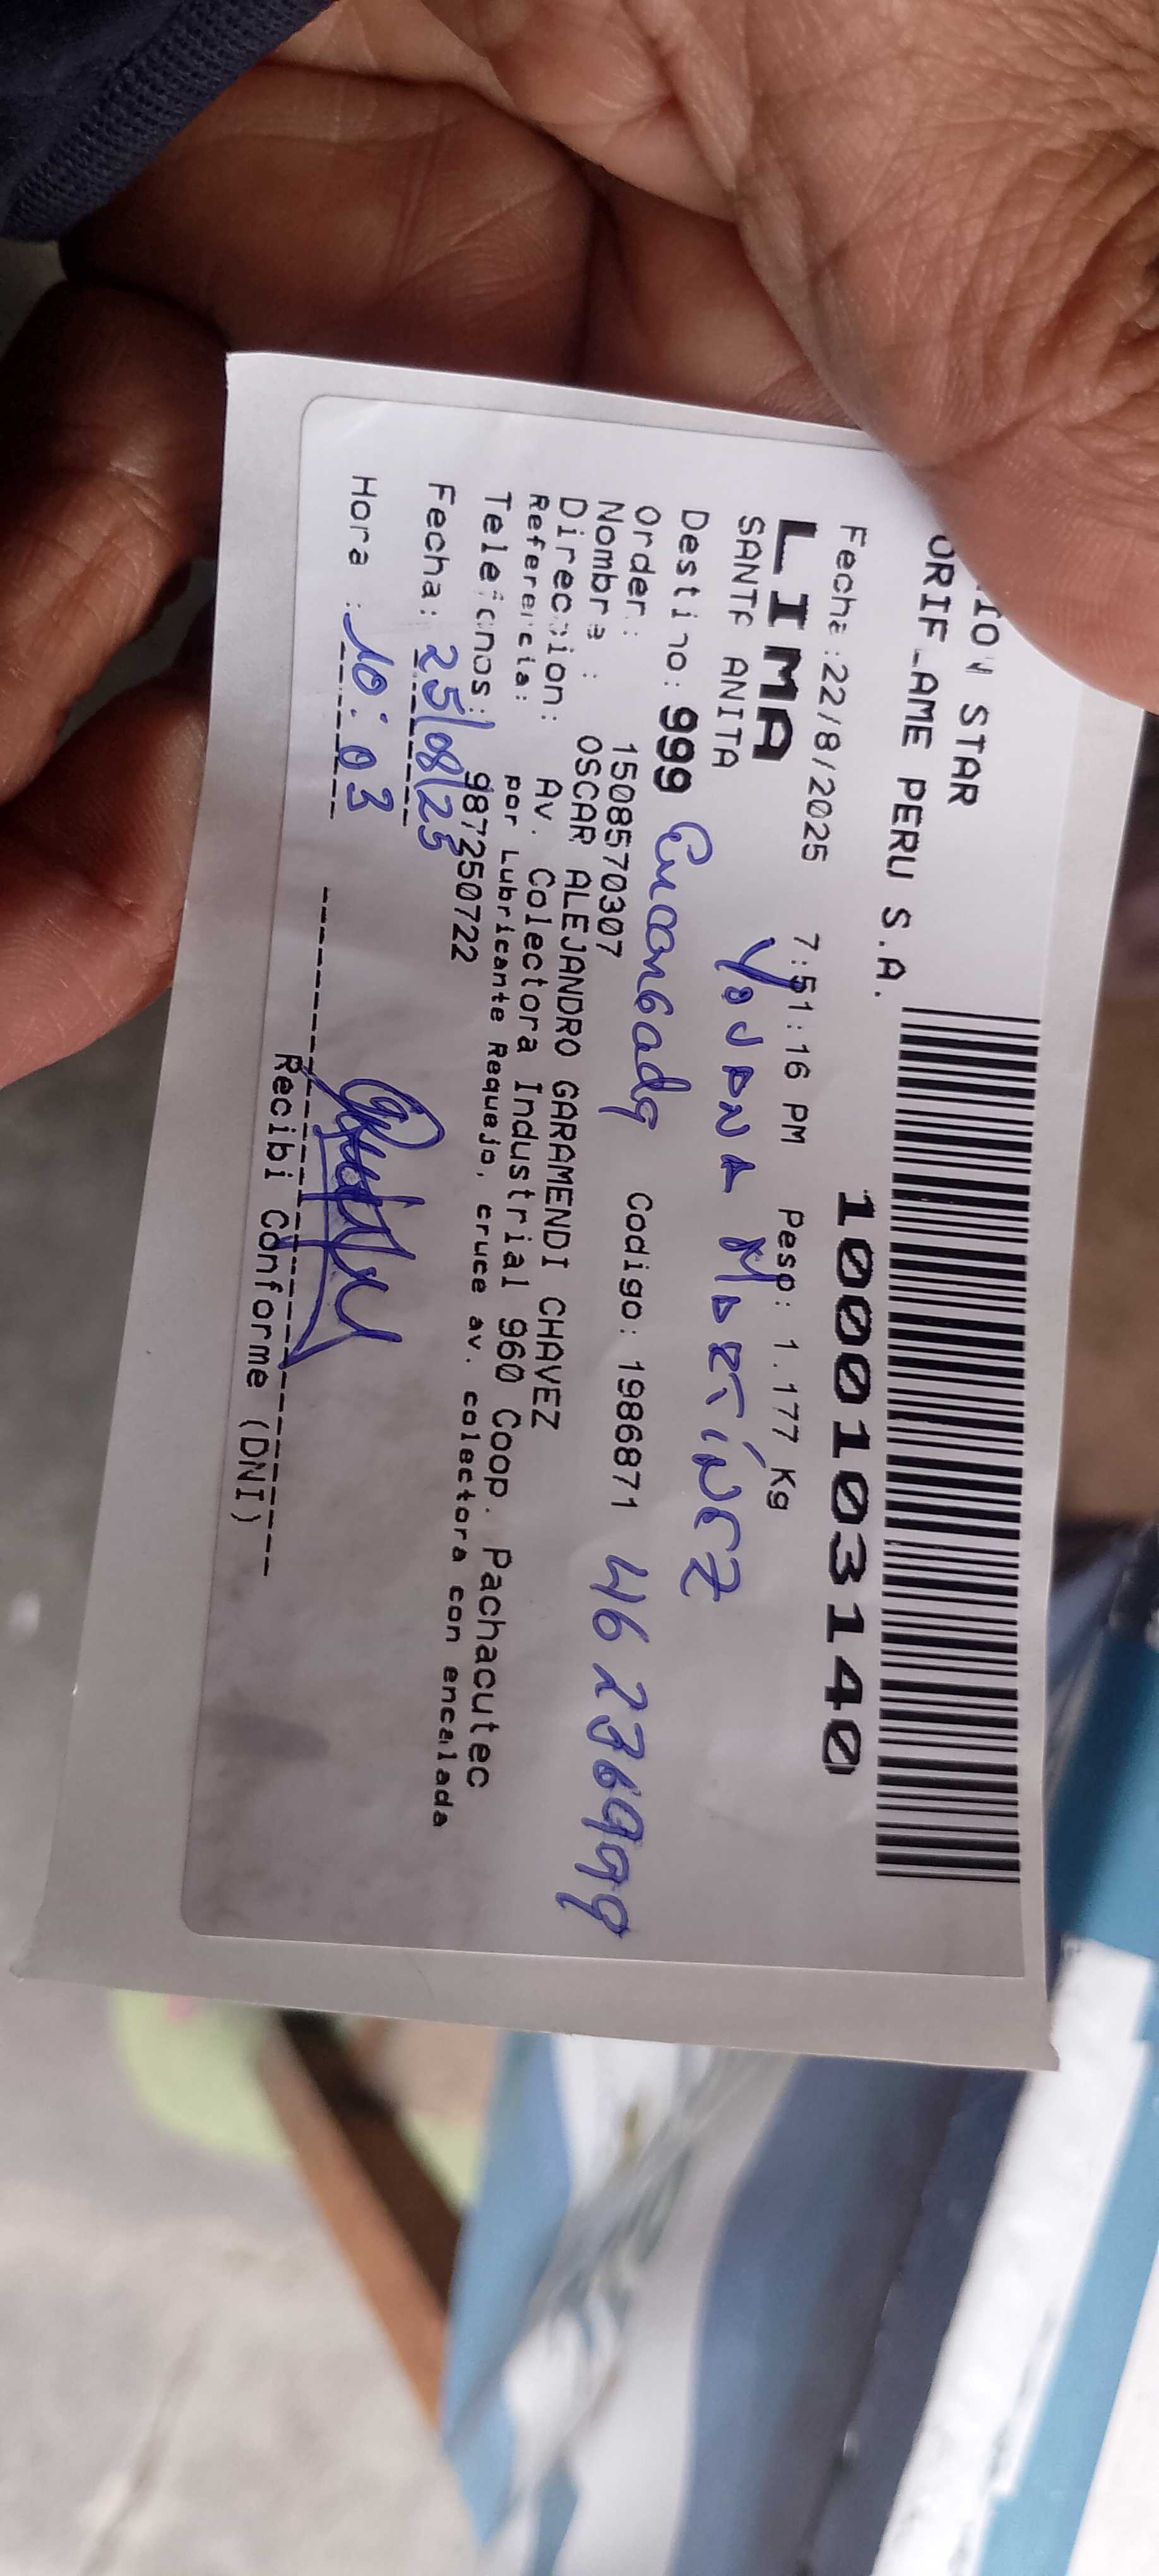 STAR
ORIFLAME PERU S.A.
1000103140
Fecha:22/8/2025 7:51:16 PM Peso: 1.177 Kg
LIMA
SANTA ANITA
YOVANA MARTÍNEZ
Destino: 999 Encargada
Order: 1508570307 Codigo: 1986871 46236999
Nombre : OSCAR ALEJANDRO GARAMENDI CHAVEZ
Direccion: Av. Colectora Industrial 960 Coop. Pachacutec
Referencia: por Lubricante Requejo, cruce av. colectora con encalada
Telefonos: 987250722
Fecha: 25/08/25
Hora : 10:03
Recibi Conforme (DNI)